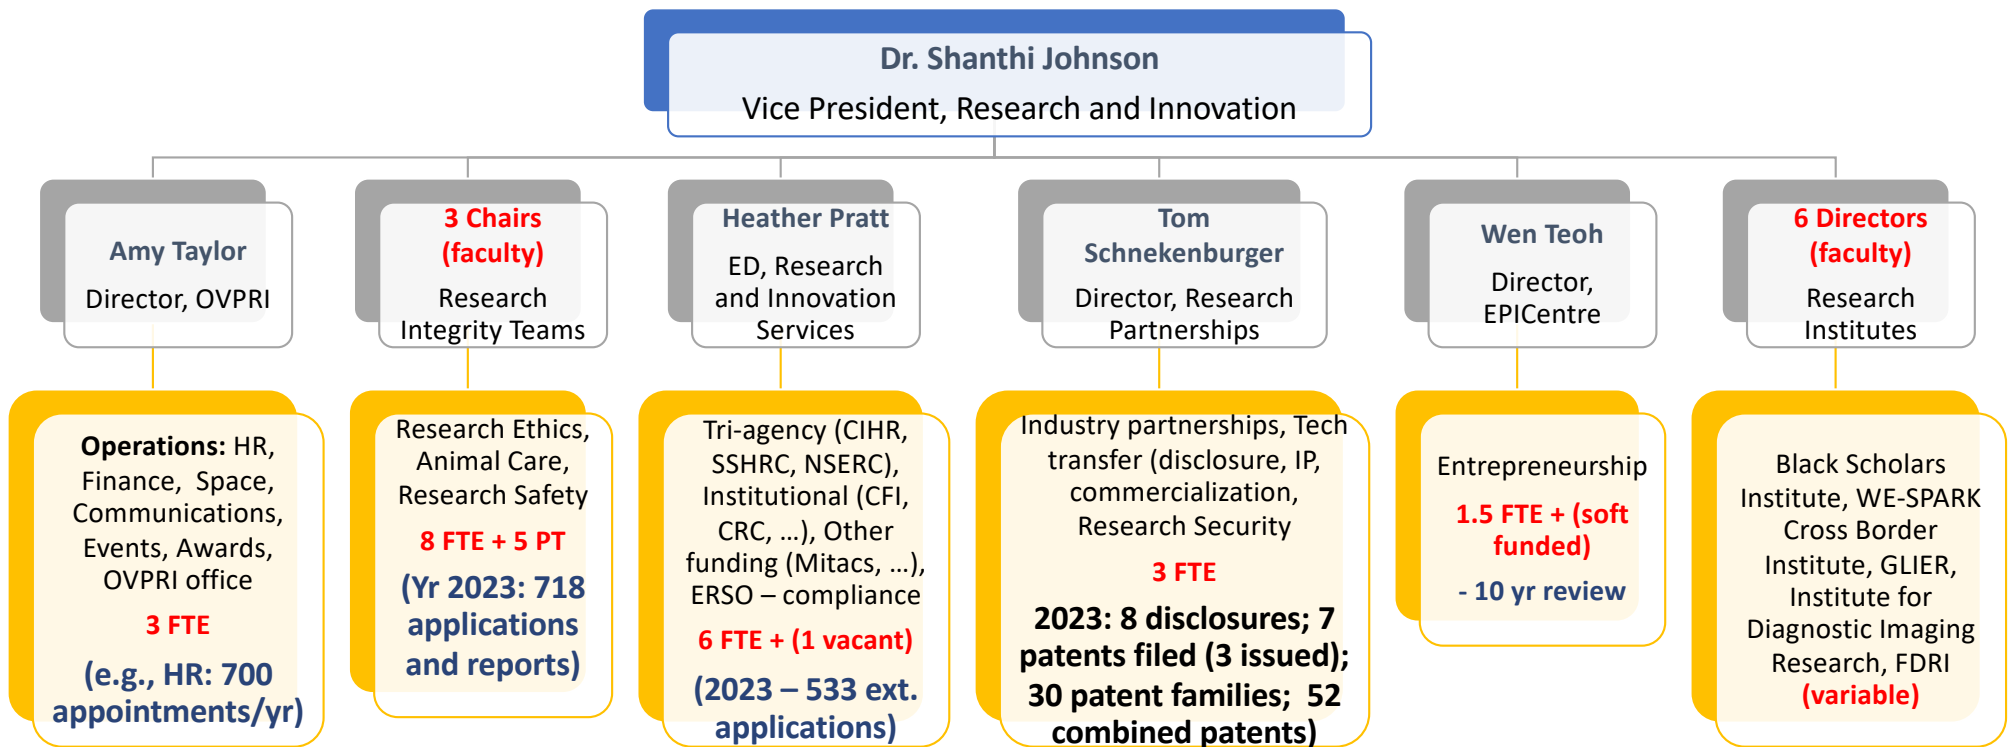 Dr. Shanthi Johnson
Vice President, Research and Innovation
Amy Taylor
Director, OVPRI
3 Chairs
(faculty)
Research
Integrity Teams
Heather Pratt
ED, Research
and Innovation
Services
Tom
Schnekenburger
Director, Research
Partnerships
Wen Teoh
Director,
EPICentre
6 Directors
(faculty)
Research
Institutes
Operations: HR,
Finance, Space,
Communications,
Events, Awards,
OVPRI office
3 FTE
(e.g., HR: 700
appointments/yr)
Research Ethics,
Animal Care,
Research Safety
8 FTE + 5 PT
(Yr 2023: 718
applications
and reports)
Tri-agency (CIHR,
SSHRC, NSERC),
Institutional (CFI,
CRC, …), Other
funding (Mitacs, …),
ERSO – compliance
6 FTE + (1 vacant)
(2023 – 533 ext.
applications)
Industry partnerships, Tech
transfer (disclosure, IP,
commercialization,
Research Security
3 FTE
2023: 8 disclosures; 7
patents filed (3 issued);
30 patent families; 52
combined patents)
Entrepreneurship
1.5 FTE + (soft
funded)
- 10 yr review
Black Scholars
Institute, WE-SPARK
Cross Border
Institute, GLIER,
Institute for
Diagnostic Imaging
Research, FDRI
(variable)